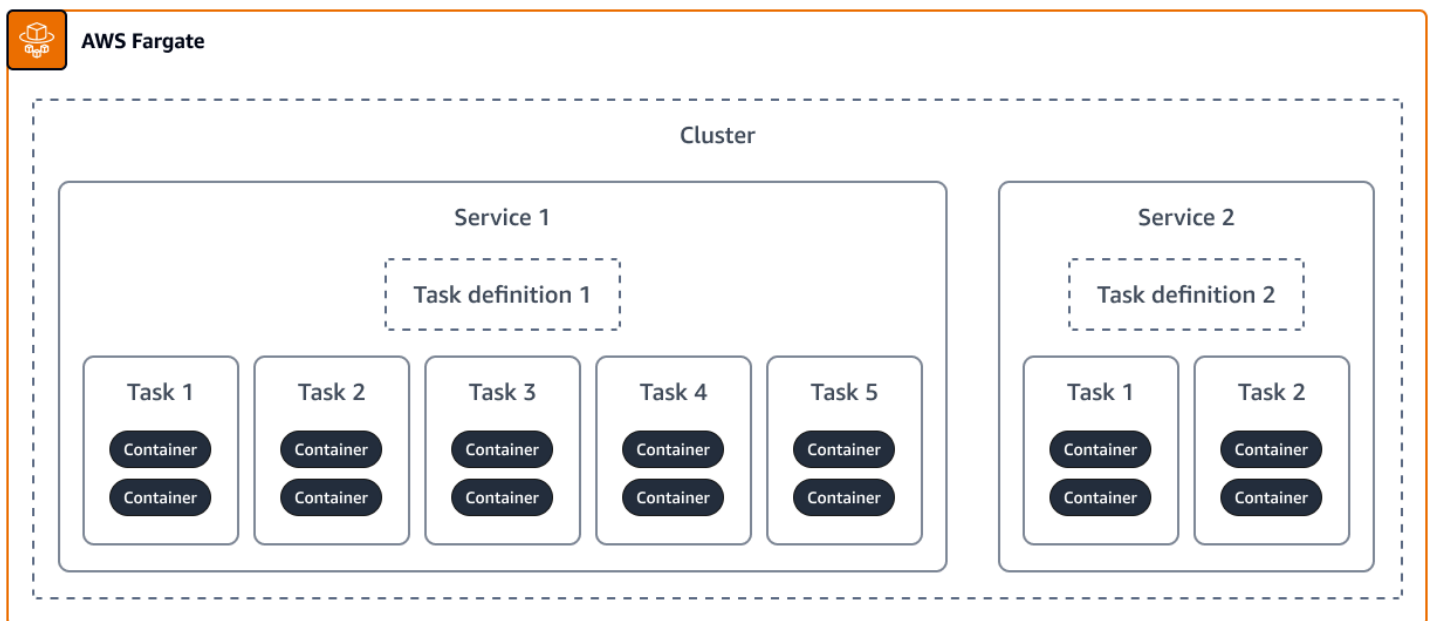 AWS Fargate
Cluster
Service 1
Task definition 1
Task 1
Container
Container
Task 2
Container
Container
Task 3
Container
Container
Task 4
Container
Container
Task 5
Container
Container
Service 2
Task definition 2
Task 1
Container
Container
Task 2
Container
Container